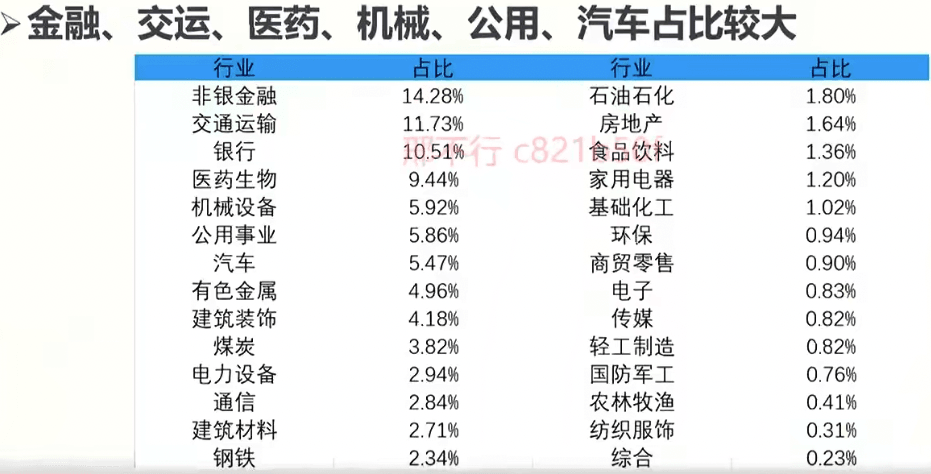 金融、交运、医药、机械、公用、汽车占比较大
行业 占比 行业 占比
非银金融 14.28% 石油石化 1.80%
交通运输 11.73% 房地产 1.64%
银行 10.51% 食品饮料 1.36%
医药生物 9.44% 家用电器 1.20%
机械设备 5.92% 基础化工 1.02%
公用事业 5.86% 环保 0.94%
汽车 5.47% 商贸零售 0.90%
有色金属 4.96% 电子 0.83%
建筑装饰 4.18% 传媒 0.82%
煤炭 3.82% 轻工制造 0.82%
电力设备 2.94% 国防军工 0.76%
通信 2.84% 农林牧渔 0.41%
建筑材料 2.71% 纺织服饰 0.31%
钢铁 2.34% 综合 0.23%